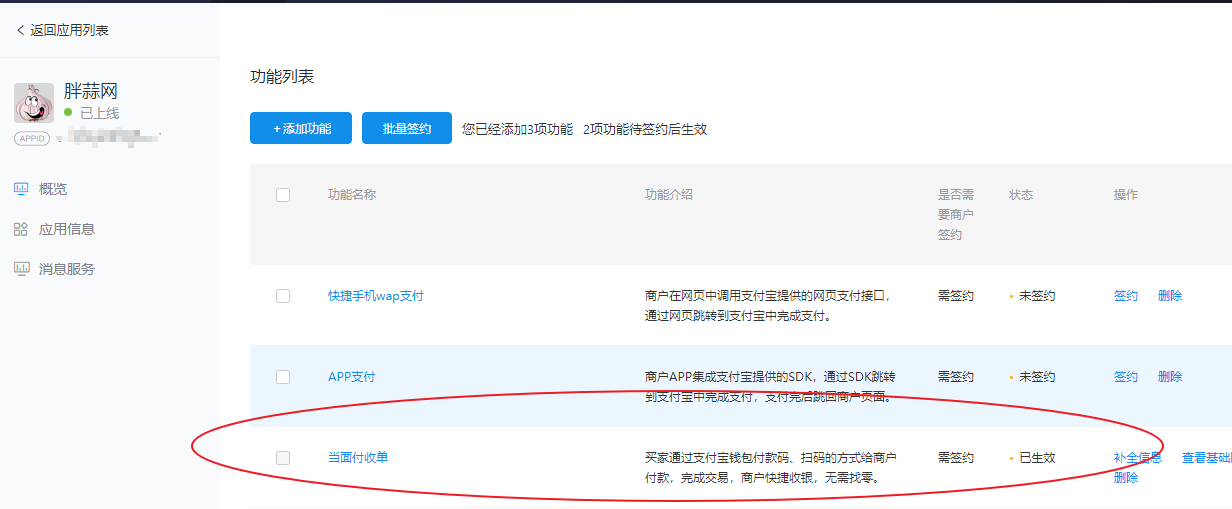 返回应用列表
胖蒜网
已上线
APPID
概览
应用信息
消息服务
功能列表
+添加功能 批量签约 您已经添加3项功能 2项功能待签约后生效
功能名称 功能介绍 是否需要商户签约 状态 操作
快捷手机wap支付 商户在网页中调用支付宝提供的网页支付接口， 需签约 未签约 签约 删除
通过网页跳转到支付宝中完成支付。
APP支付 商户APP集成支付宝提供的SDK，通过SDK跳转 需签约 未签约 签约 删除
到支付宝中完成支付，支付完后跳回商户页面。
当面付收单 买家通过支付宝钱包付款码、扫码的方式给商户 需签约 已生效 补全信息 查看基础
付款，完成交易，商户快捷收银，无需找零。 删除